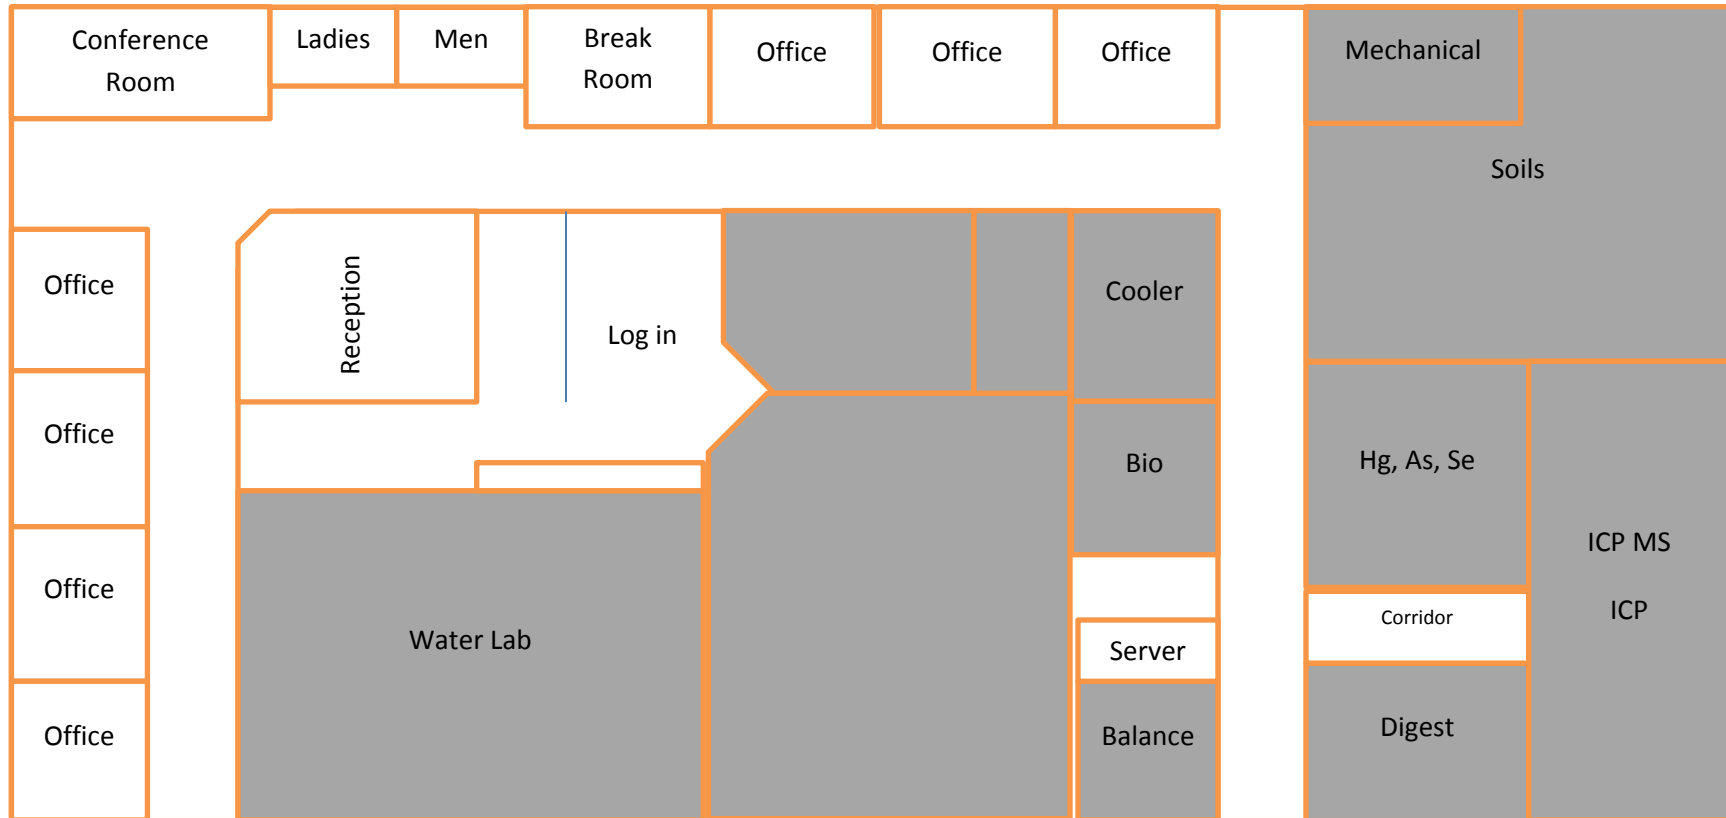 Conference
Room
Ladies
Men
Break
Room
Office
Office
Office
Mechanical
Soils
Office
Reception
Log in
Cooler
Office
Bio
Hg, As, Se
ICP MS
ICP
Office
Water Lab
Server
Corridor
Office
Balance
Digest